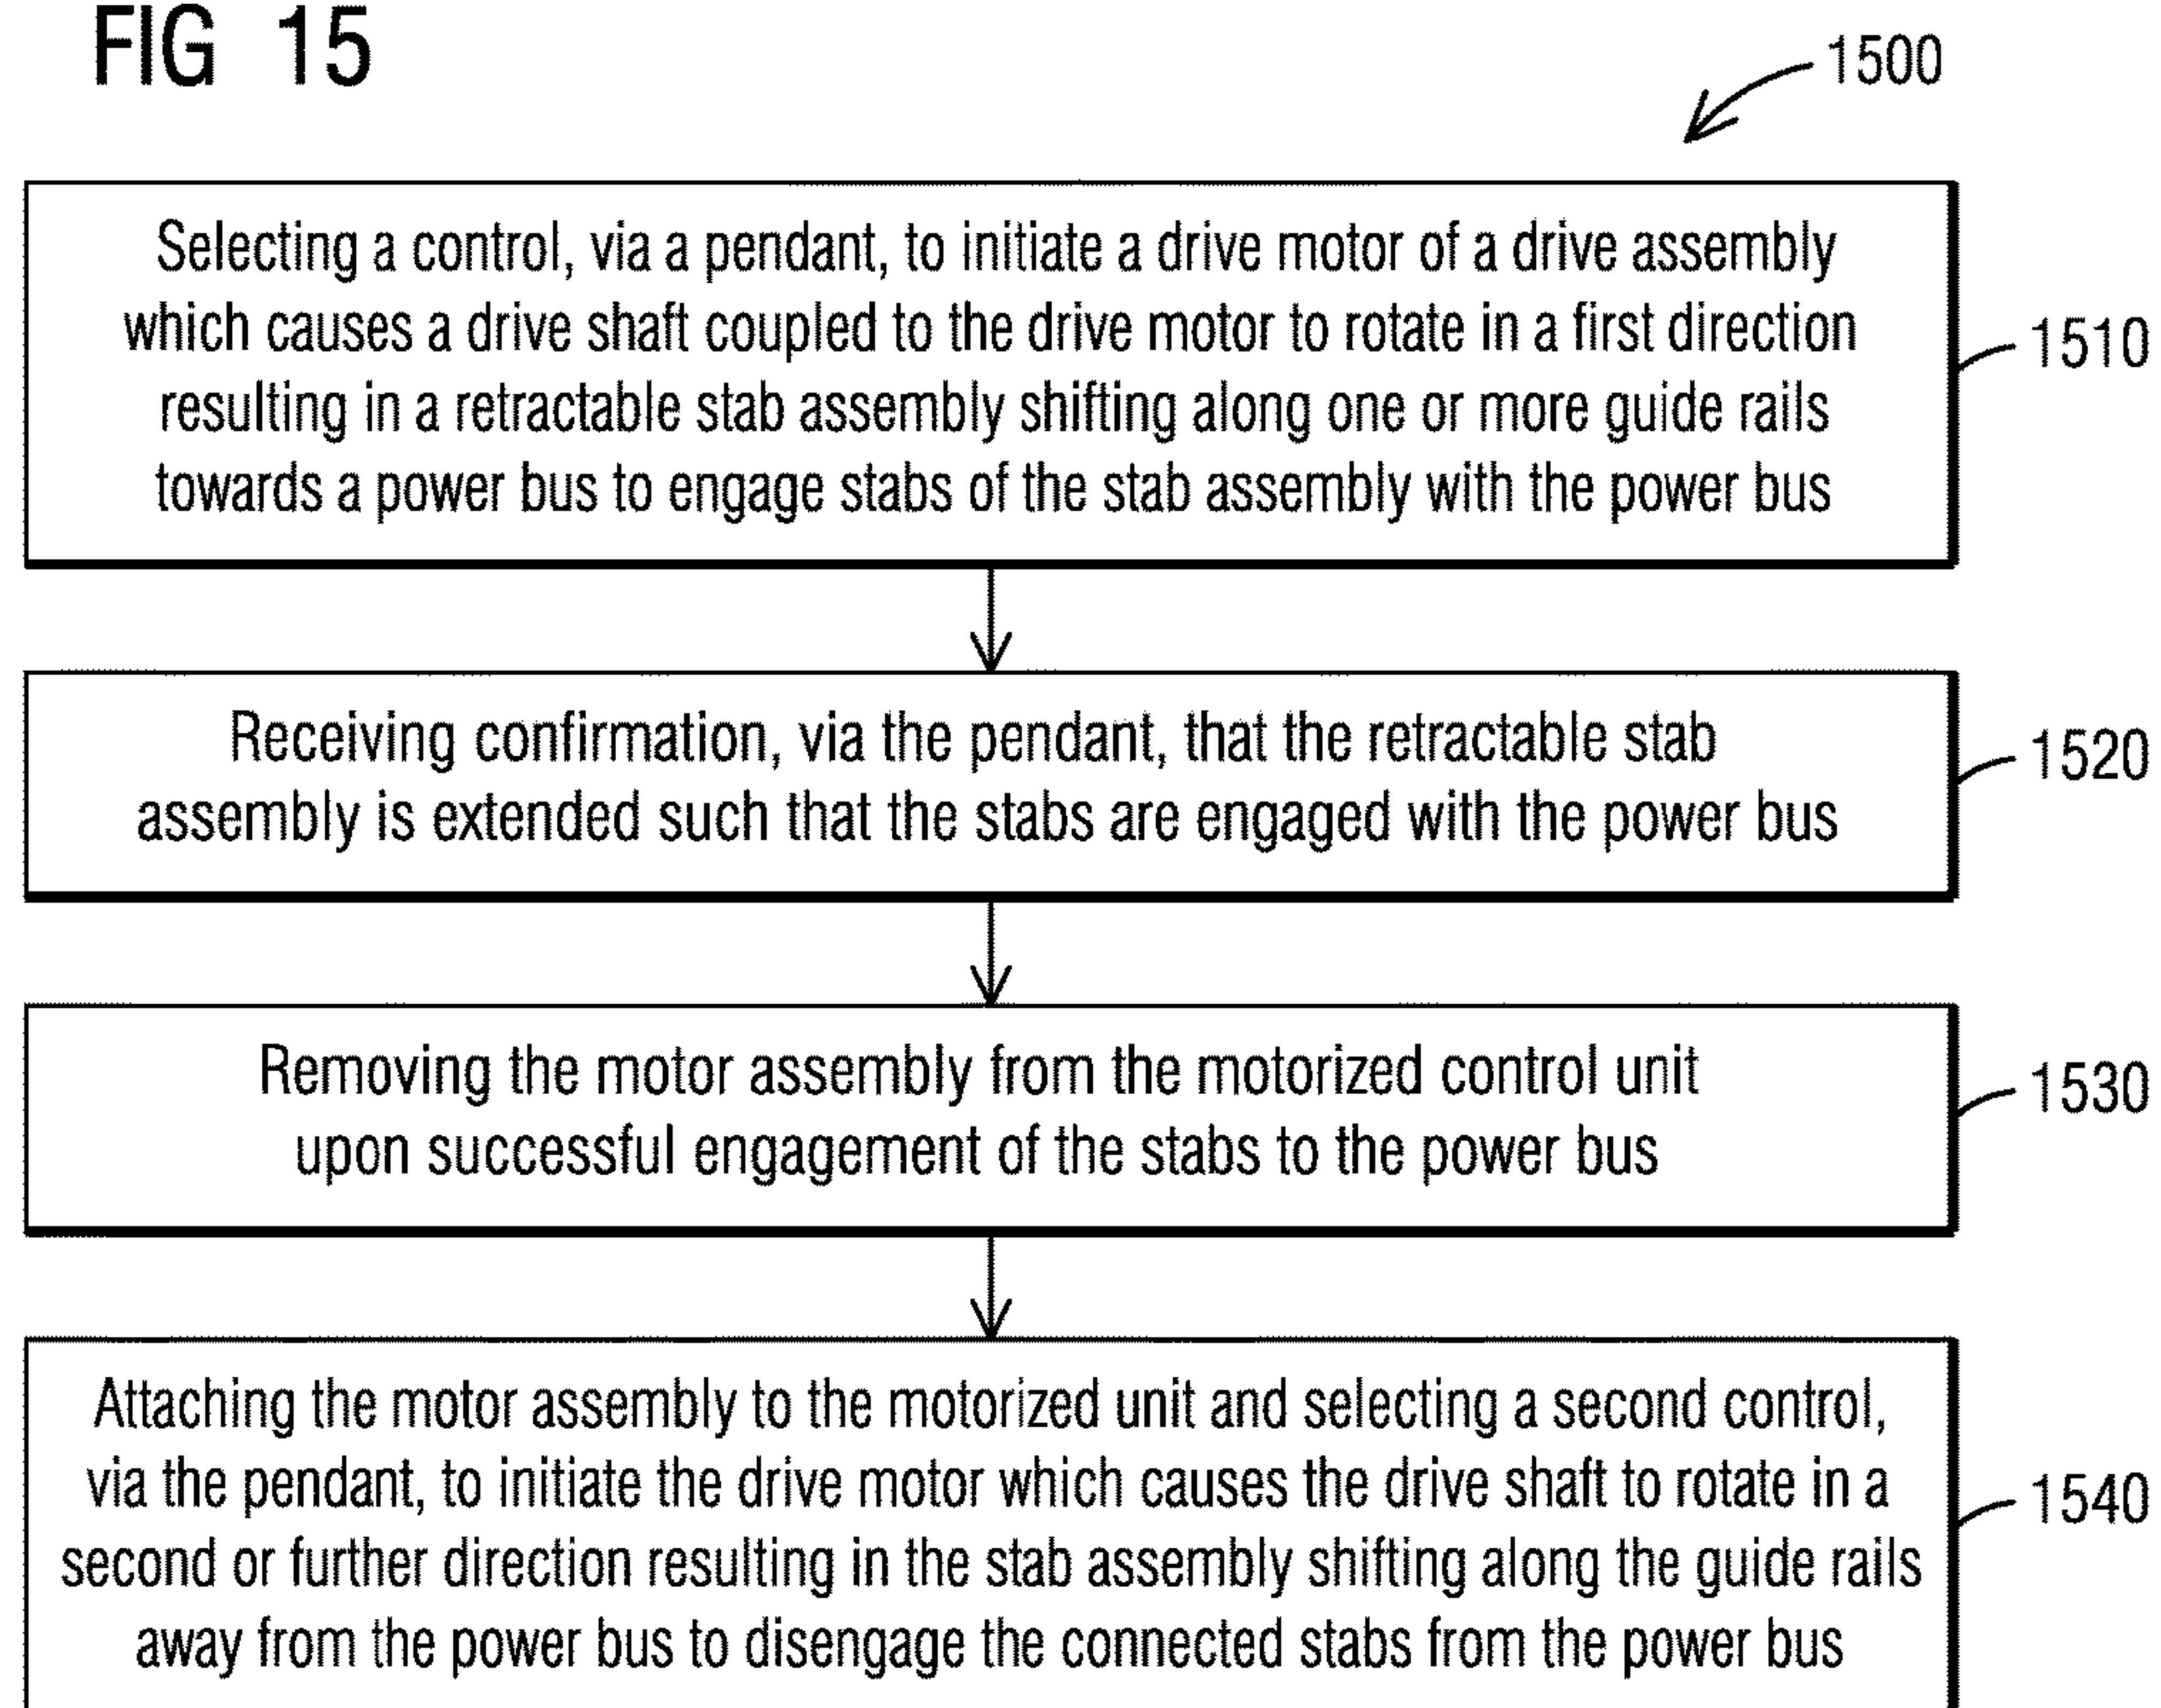 FIG 15
1500
Selecting a control, via a pendant, to initiate a drive motor of a drive assembly
which causes a drive shaft coupled to the drive motor to rotate in a first direction
resulting in a retractable stab assembly shifting along one or more guide rails
towards a power bus to engage stabs of the stab assembly with the power bus
1510
Receiving confirmation, via the pendant, that the retractable stab
assembly is extended such that the stabs are engaged with the power bus
1520
Removing the motor assembly from the motorized control unit
upon successful engagement of the stabs to the power bus
1530
Attaching the motor assembly to the motorized unit and selecting a second control,
via the pendant, to initiate the drive motor which causes the drive shaft to rotate in a
second or further direction resulting in the stab assembly shifting along the guide rails
away from the power bus to disengage the connected stabs from the power bus
1540